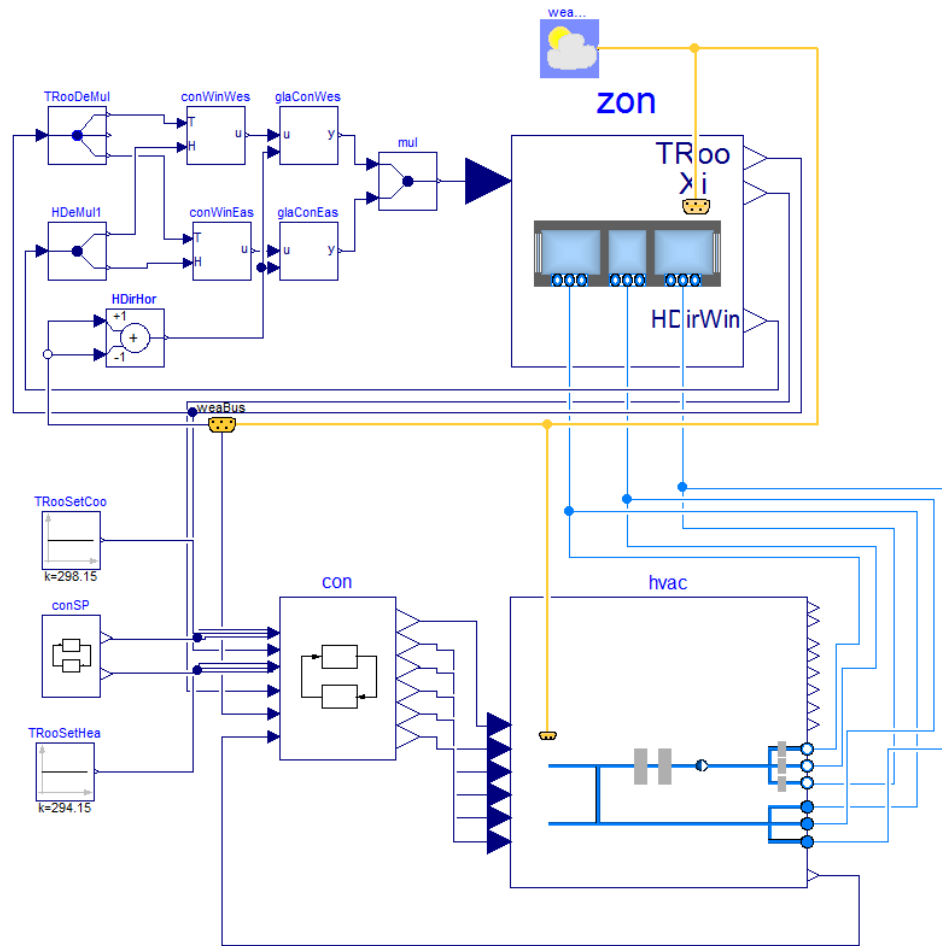 wea...
zon
TRooDeMul
conWinWes
glaConWes
mul
T
H
u
u
y
TRoo
Xi
HDeMul1
conWinEas
glaConEas
T
H
u
u
y
HDirHor
+1
+
-1
HDirWin
weaBus
TRooSetCoo
k=298.15
conSP
con
hvac
TRooSetHea
k=294.15